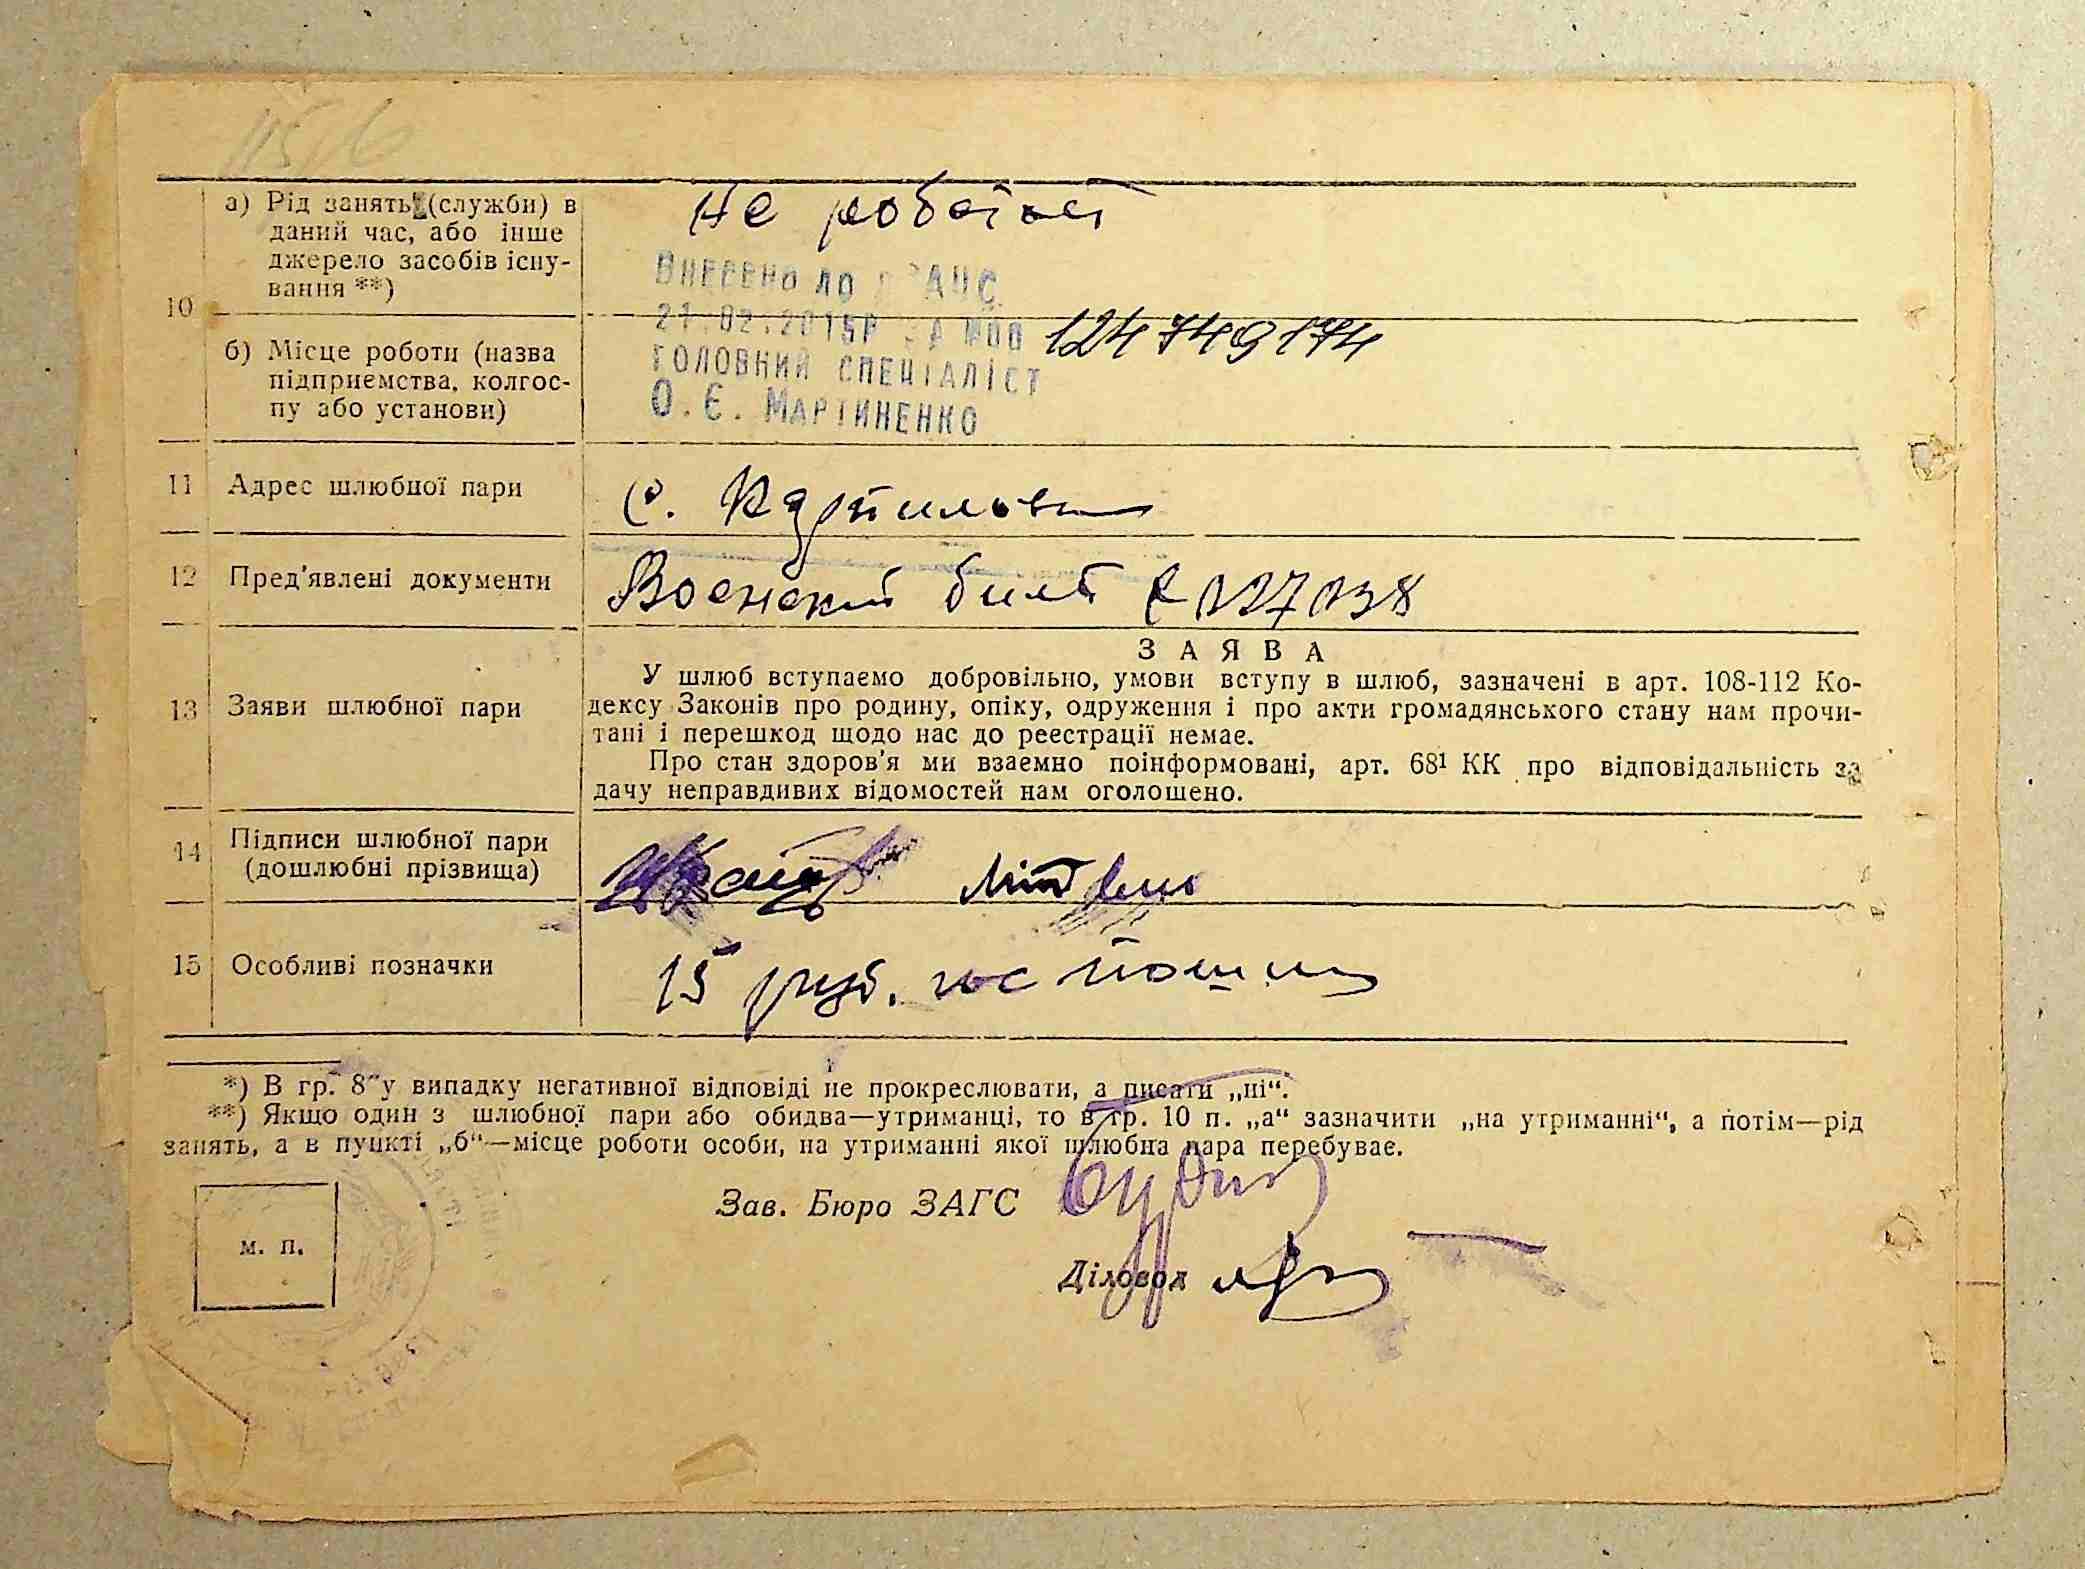 10
а) Рід занять (служби) в
даний час, або інше
джерело засобів існу-
вання **)
Не роботает
Внесено до ДРАЦС
27.02.2015р за №00 124749174
головний спеціаліст
О.Є. Мартиненко
б) Місце роботи (назва
підприємства, колгос-
пу або установи)
11 Адрес шлюбної пари
с.
12 Пред'явлені документи
Военский билет
13 Заяви шлюбної пари
ЗАЯВА
У шлюб вступаємо добровільно, умови вступу в шлюб, зазначені в арт. 108-112 Ко-
дексу Законів про родину, опіку, одруження і про акти громадянського стану нам прочи-
тані і перешкод щодо нас до реєстрації немає.
Про стан здоров'я ми взаємно поінформовані, арт. 68¹ КК про відповідальність за
дачу неправдивих відомостей нам оголошено.
14 Підписи шлюбної пари
(дошлюбні прізвища)
15 Особливі позначки
15 руб. госпошлин
*) В гр. 8 у випадку негативної відповіді не прокреслювати, а писати „ні“.
**) Якщо один з шлюбної пари або обидва—утриманці, то в гр. 10 п. „а“ зазначити „на утриманні“, а потім—рід
занять, а в пункті „б“—місце роботи особи, на утриманні якої шлюбна пара перебуває.
Зав. Бюро ЗАГС
м. п.
Діловод